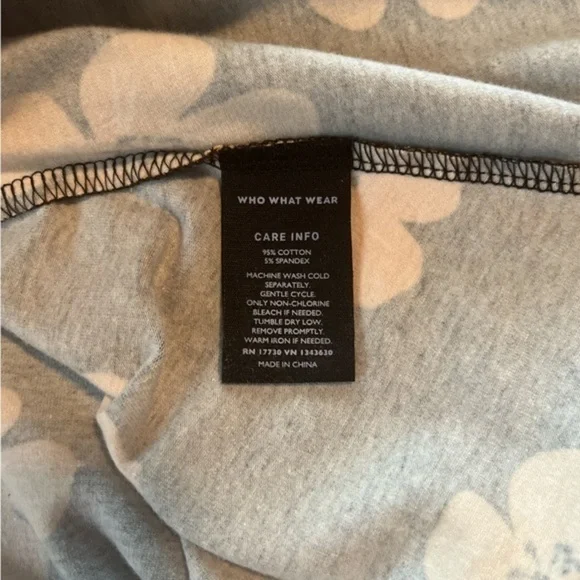 WHO WHAT WEAR
CARE INFO
95% COTTON
5% SPANDEX
MACHINE WASH COLD
SEPARATELY.
GENTLE CYCLE.
ONLY NON-CHLORINE
BLEACH IF NEEDED.
TUMBLE DRY LOW.
REMOVE PROMPTLY.
WARM IRON IF NEEDED.
RN 17730 VN 1343630
MADE IN CHINA